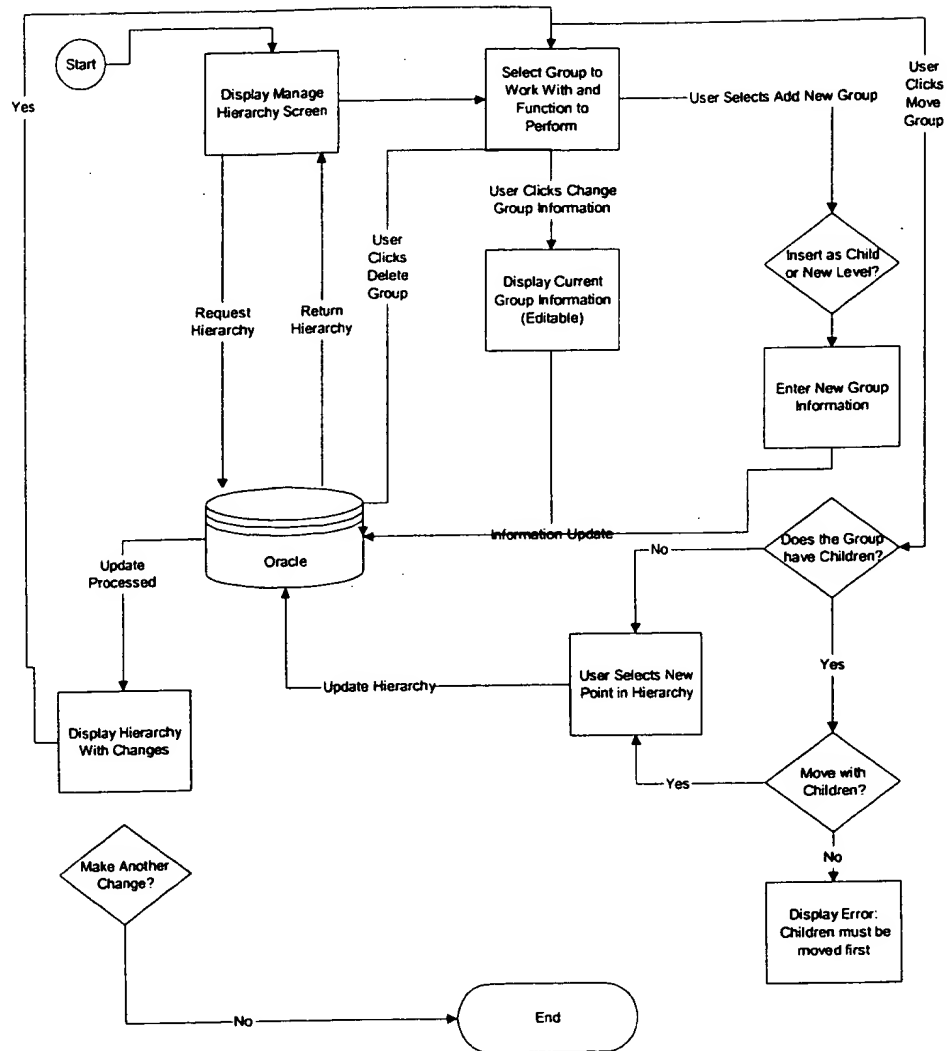 Start
Yes
Display Manage
Hierarchy Screen
Select Group to
Work With and
Function to
Perform
User Selects Add New Group
User
Clicks
Move
Group
User Clicks Change
Group Information
User
Clicks
Delete
Group
Insert as Child
or New Level?
Display Current
Group Information
(Editable)
Request
Hierarchy
Return
Hierarchy
Enter New Group
Information
Oracle
Information Update
Does the Group
have Children?
No
Update
Processed
Yes
User Selects New
Point in Hierarchy
Update Hierarchy
Display Hierarchy
With Changes
Move with
Children?
Yes
No
Make Another
Change?
Display Error:
Children must be
moved first
No
End